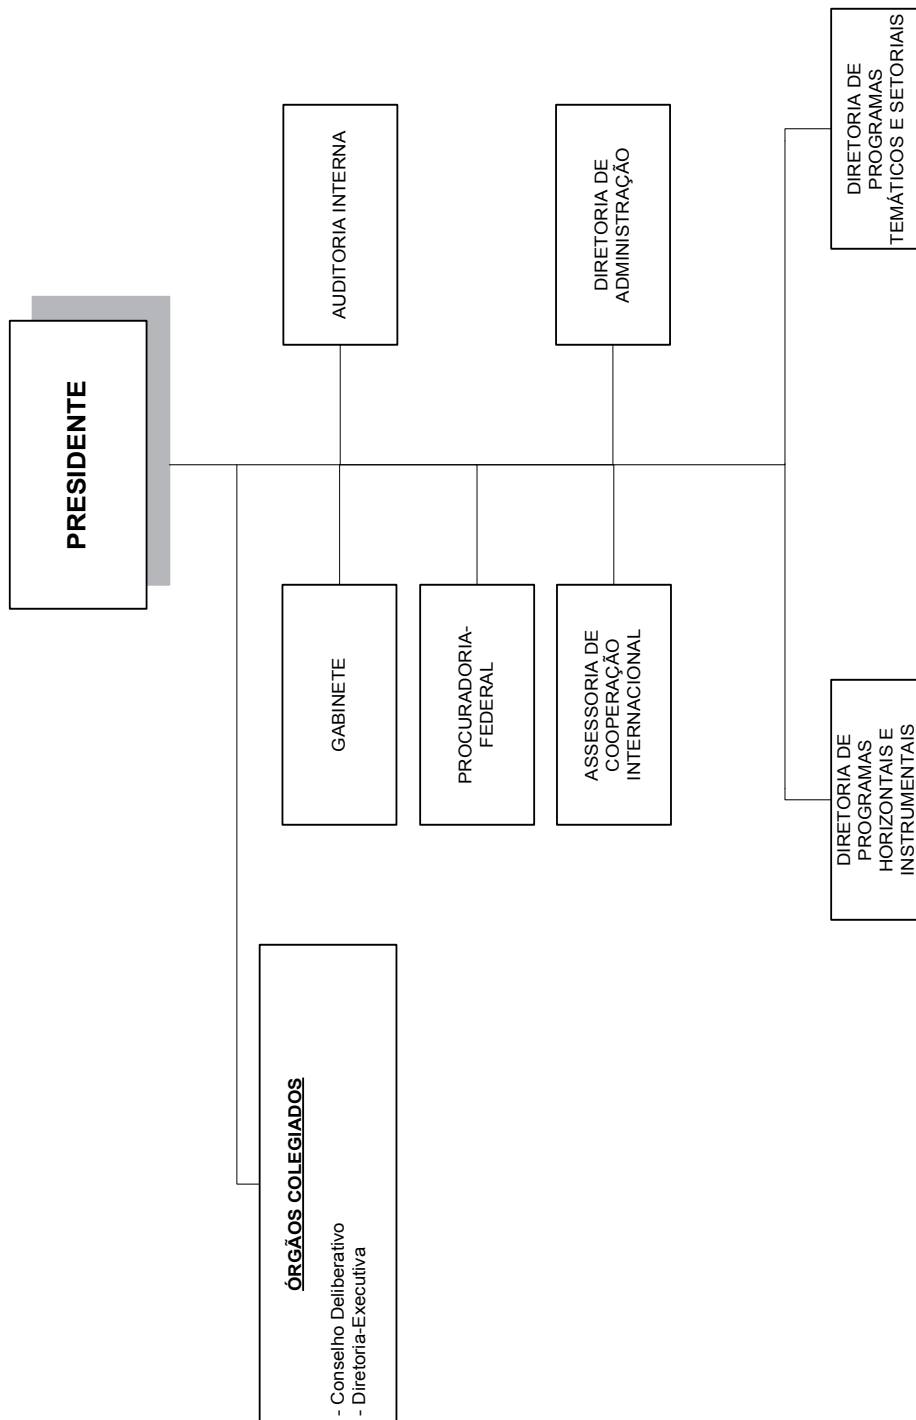 PRESIDENTE
ÓRGÃOS COLEGIADOS
- Conselho Deliberativo
- Diretoria-Executiva
GABINETE
AUDITORIA INTERNA
PROCURADORIA-
FEDERAL
ASSESSORIA DE
COOPERAÇÃO
INTERNACIONAL
DIRETORIA DE
ADMINISTRAÇÃO
DIRETORIA DE
PROGRAMAS
HORIZONTAIS E
INSTRUMENTAIS
DIRETORIA DE
PROGRAMAS
TEMÁTICOS E SETORIAIS